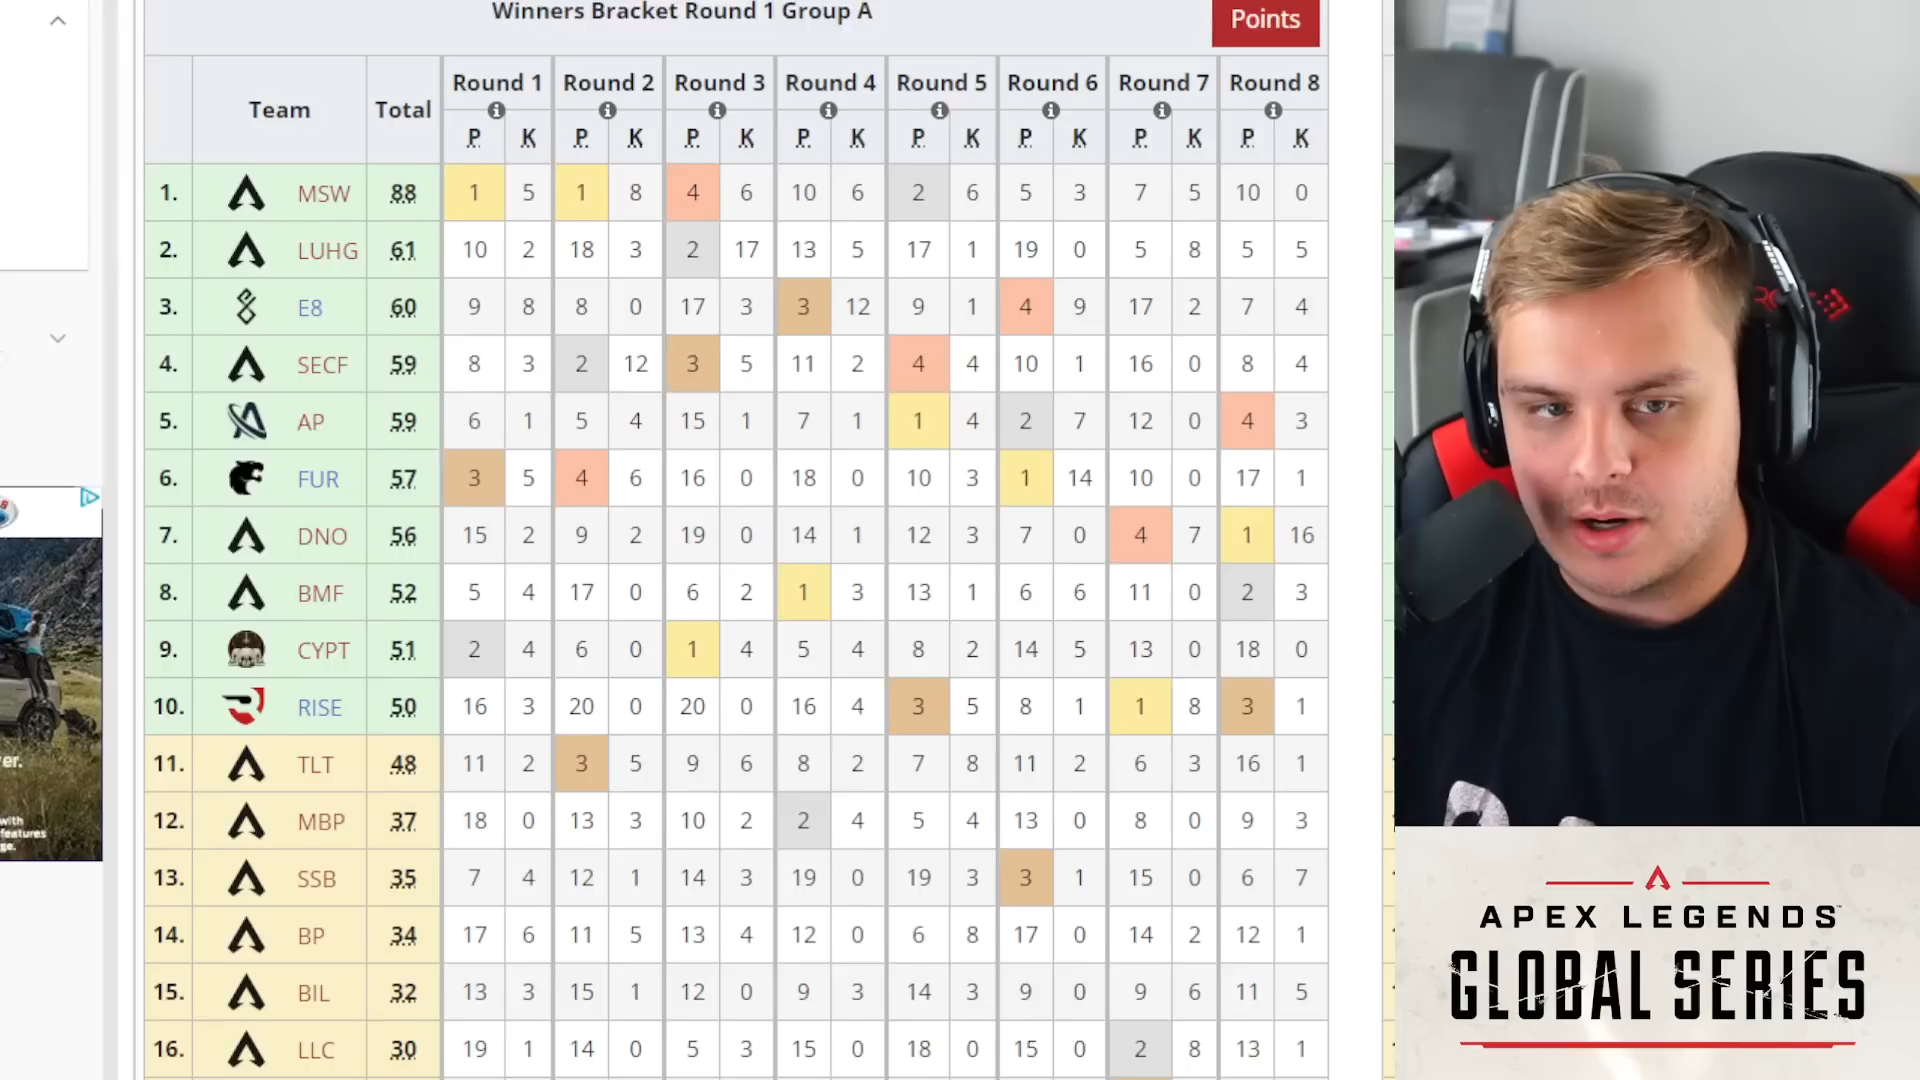 Winners Bracket Round 1 Group A
Points
Team Total Round 1 Round 2 Round 3 Round 4 Round 5 Round 6 Round 7 Round 8
P K P K P K P K P K P K P K P K
1. MSW 88 1 5 1 8 4 6 10 6 2 6 5 3 7 5 10 0
2. LUHG 61 10 2 18 3 2 17 13 5 17 1 19 0 5 8 5 5
3. E8 60 9 8 8 0 17 3 3 12 9 1 4 9 17 2 7 4
4. SECF 59 8 3 2 12 3 5 11 2 4 4 10 1 16 0 8 4
5. AP 59 6 1 5 4 15 1 7 1 1 4 2 7 12 0 4 3
6. FUR 57 3 5 4 6 16 0 18 0 10 3 1 14 10 0 17 1
7. DNO 56 15 2 9 2 19 0 14 1 12 3 7 0 4 7 1 16
8. BMF 52 5 4 17 0 6 2 1 3 13 1 6 6 11 0 2 3
9. CYPT 51 2 4 6 0 1 4 5 4 8 2 14 5 13 0 18 0
10. RISE 50 16 3 20 0 20 0 16 4 3 5 8 1 1 8 3 1
11. TLT 48 11 2 3 5 9 6 8 2 7 8 11 2 6 3 16 1
12. MBP 37 18 0 13 3 10 2 2 4 5 4 13 0 8 0 9 3
13. SSB 35 7 4 12 1 14 3 19 0 19 3 3 1 15 0 6 7
14. BP 34 17 6 11 5 13 4 12 0 6 8 17 0 14 2 12 1
15. BIL 32 13 3 15 1 12 0 9 3 14 3 9 0 9 6 11 5
16. LLC 30 19 1 14 0 5 3 15 0 18 0 15 0 2 8 13 1
er.
with
features
ge.
APEX LEGENDS
GLOBAL SERIES